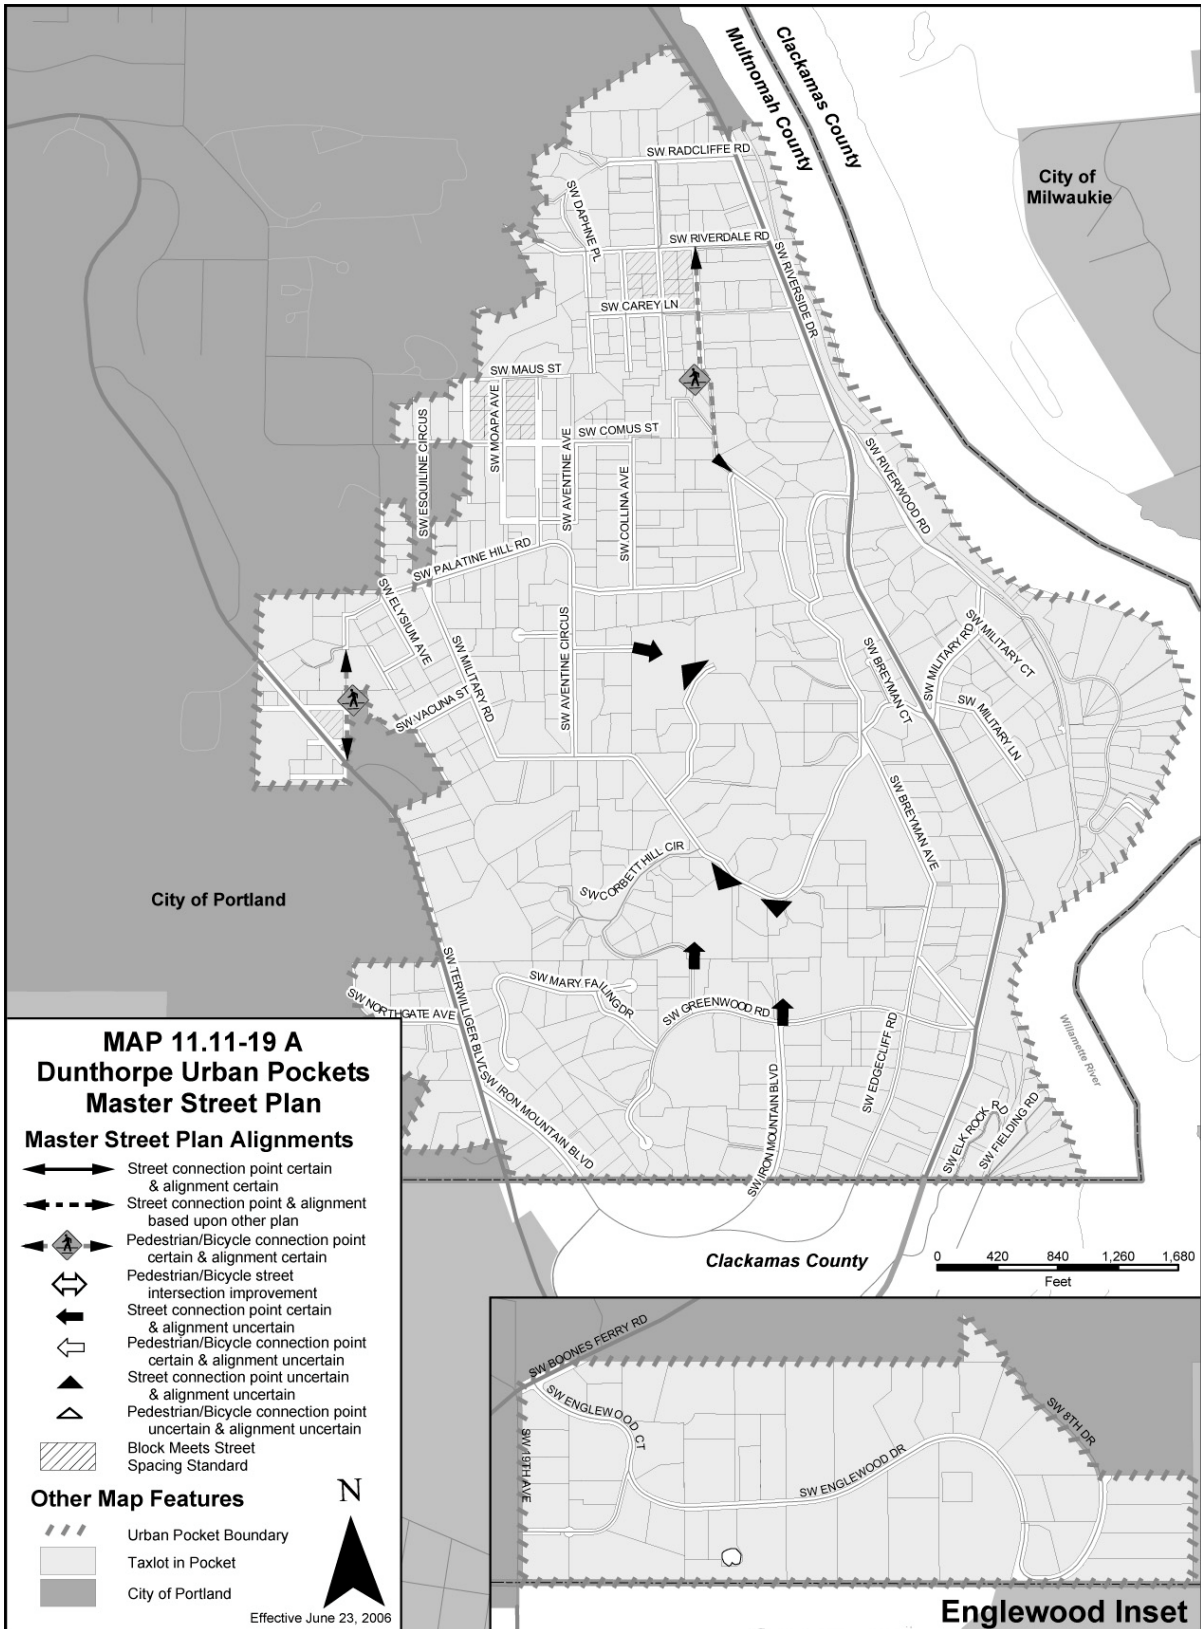 Clackamas County
Multnomah County
City of
Milwaukie
SW RADCLIFFE RD
SW DAPHNE PL
SW RIVERDALE RD
SW RIVERSIDE DR
SW CAREY LN
SW MAUS ST
SW MOAPA AVE
SW ESQUILINE CIRCUS
SW COMUS ST
SW AVENTINE AVE
SW COLLINA AVE
SW RIVERWOOD RD
SW PALATINE HILL RD
SW ELYSIUM AVE
SW MILITARY RD
SW AVENTINE CIRCUS
SW VACUNA ST
SW BREYMAN CT
SW MILITARY RD
SW MILITARY CT
SW MILITARY LN
SW BREYMAN AVE
SW CORBETT HILL CIR
City of Portland
SW TERWILLIGER BLVD
SW NORTHGATE AVE
SW MARY FAILING DR
SW GREENWOOD RD
SW EDGECLIFF RD
SW IRON MOUNTAIN BLVD
SW IRON MOUNTAIN BLVD
SW ELK ROCK RD
SW FIELDING RD
Willamette River
Clackamas County
0 420 840 1,260 1,680
Feet
MAP 11.11-19 A
Dunthorpe Urban Pockets
Master Street Plan
Master Street Plan Alignments
Street connection point certain
& alignment certain
Street connection point & alignment
based upon other plan
Pedestrian/Bicycle connection point
certain & alignment certain
Pedestrian/Bicycle street
intersection improvement
Street connection point certain
& alignment uncertain
Pedestrian/Bicycle connection point
certain & alignment uncertain
Street connection point uncertain
& alignment uncertain
Pedestrian/Bicycle connection point
uncertain & alignment uncertain
Block Meets Street
Spacing Standard
Other Map Features
Urban Pocket Boundary
Taxlot in Pocket
City of Portland
N
Effective June 23, 2006
SW BOONES FERRY RD
SW ENGLEWOOD CT
SW 19TH AVE
SW ENGLEWOOD DR
SW 8TH DR
Englewood Inset